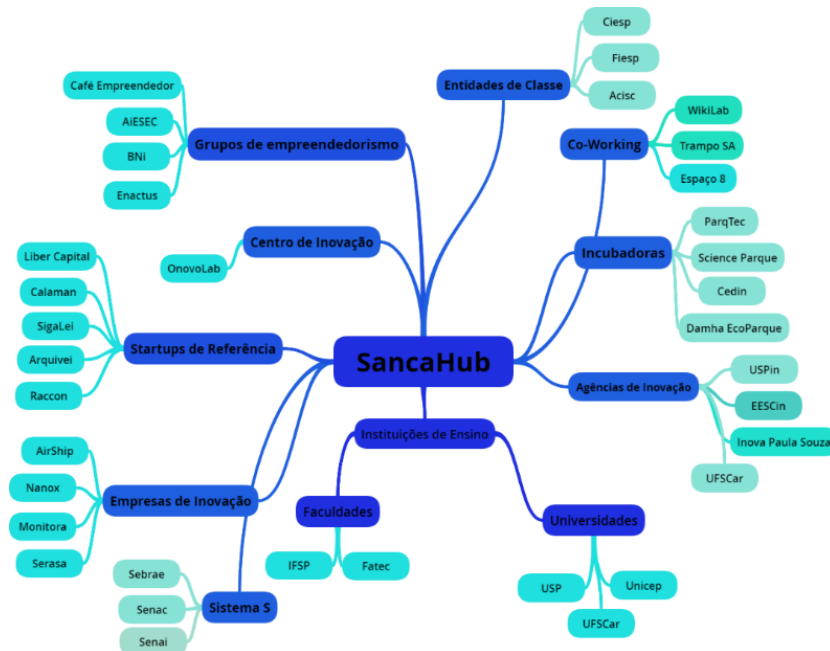 Ciesp
Fiesp
Acisc
Entidades de Classe
Café Empreendedor
AiESEC
BNi
Enactus
Grupos de empreendedorismo
Co-Working
WikiLab
Trampo SA
Espaço 8
Centro de Inovação
OnovoLab
Incubadoras
ParqTec
Science Parque
Cedin
Damha EcoParque
Liber Capital
Calaman
SigaLei
Arquivei
Raccon
Startups de Referência
SancaHub
Agências de Inovação
USPin
EESCin
Inova Paula Souza
UFSCar
Instituições de Ensino
AirShip
Nanox
Monitora
Serasa
Empresas de Inovação
Faculdades
IFSP
Fatec
Universidades
USP
Unicep
UFSCar
Sebrae
Senac
Senai
Sistema S